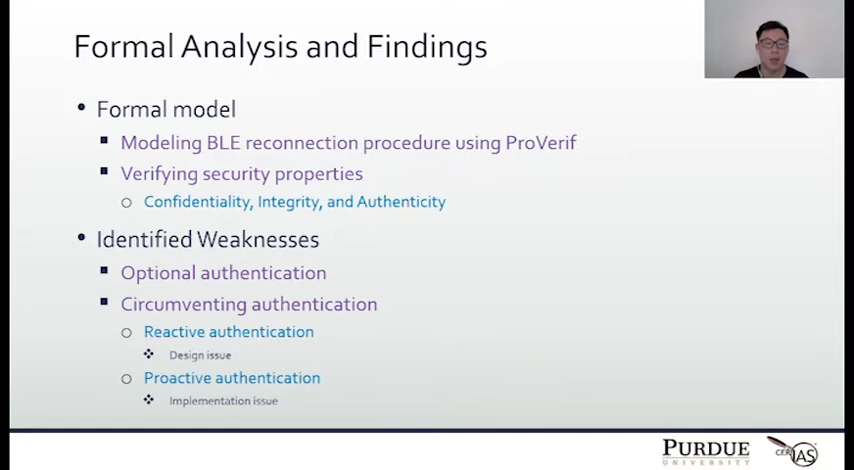 Formal Analysis and Findings
Formal model
Modeling BLE reconnection procedure using ProVerif
Verifying security properties
Confidentiality, Integrity, and Authenticity
Identified Weaknesses
Optional authentication
Circumventing authentication
Reactive authentication
Design issue
Proactive authentication
Implementation issue
PURDUE
UNIVERSITY
CERIAS